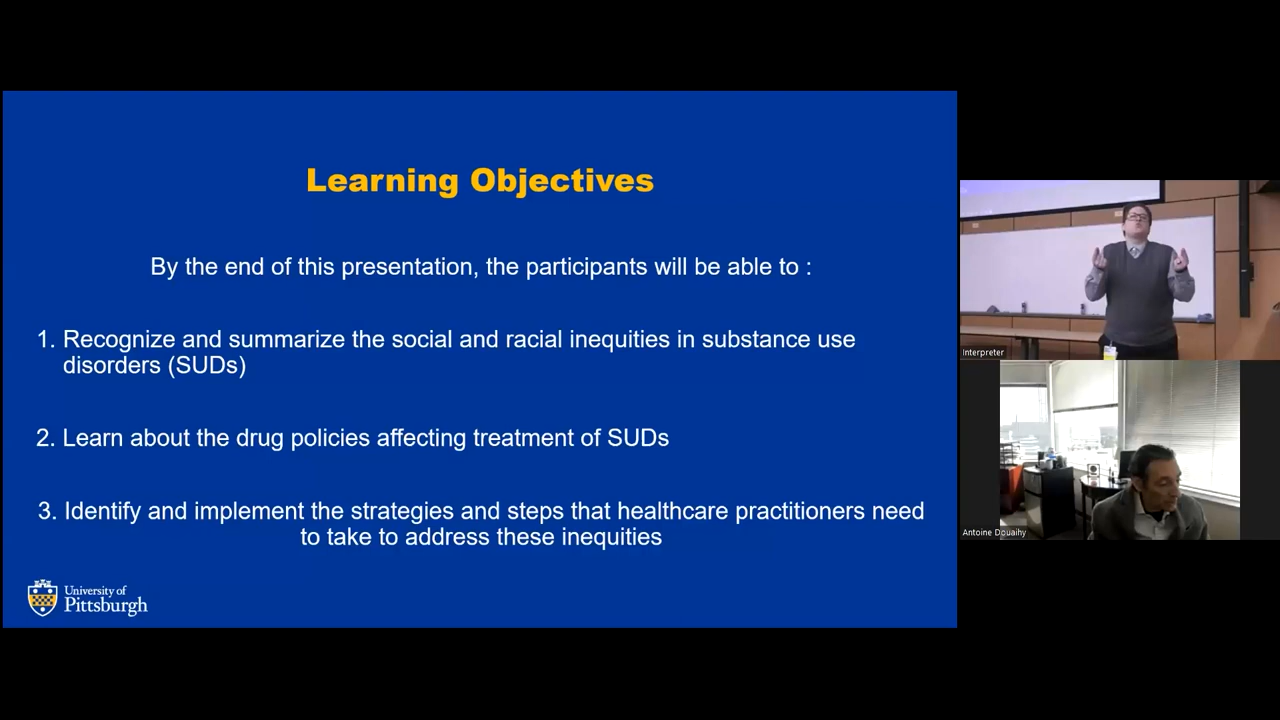 Learning Objectives
By the end of this presentation, the participants will be able to :
1. Recognize and summarize the social and racial inequities in substance use
disorders (SUDs)
2. Learn about the drug policies affecting treatment of SUDs
3. Identify and implement the strategies and steps that healthcare practitioners need
to take to address these inequities
University of
Pittsburgh
Interpreter
Antoine Douaihy